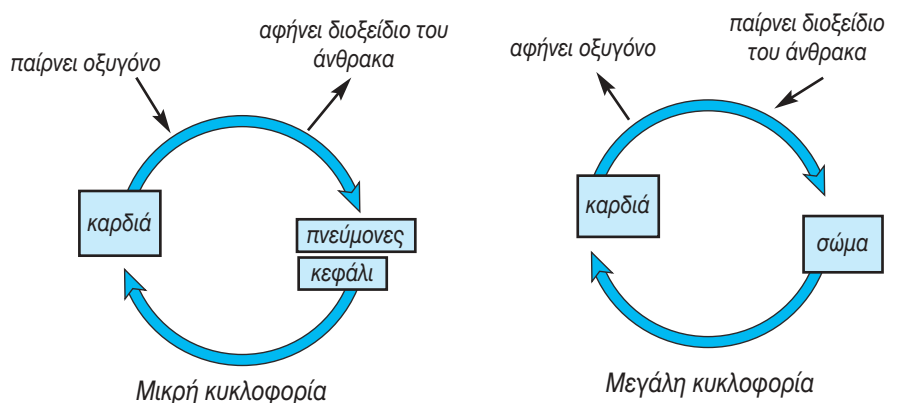 παίρνει οξυγόνο
αφήνει διοξείδιο του
άνθρακα
καρδιά
πνεύμονες
κεφάλι
Μικρή κυκλοφορία
αφήνει οξυγόνο
παίρνει διοξείδιο
του άνθρακα
καρδιά
σώμα
Μεγάλη κυκλοφορία